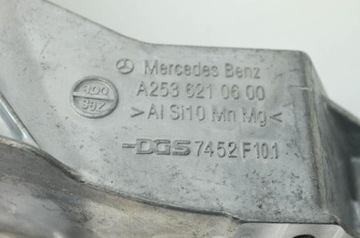 Mercedes Benz
A253 621 06 00
>Al Si10 Mn Mg<
DGS 7452 F10.1